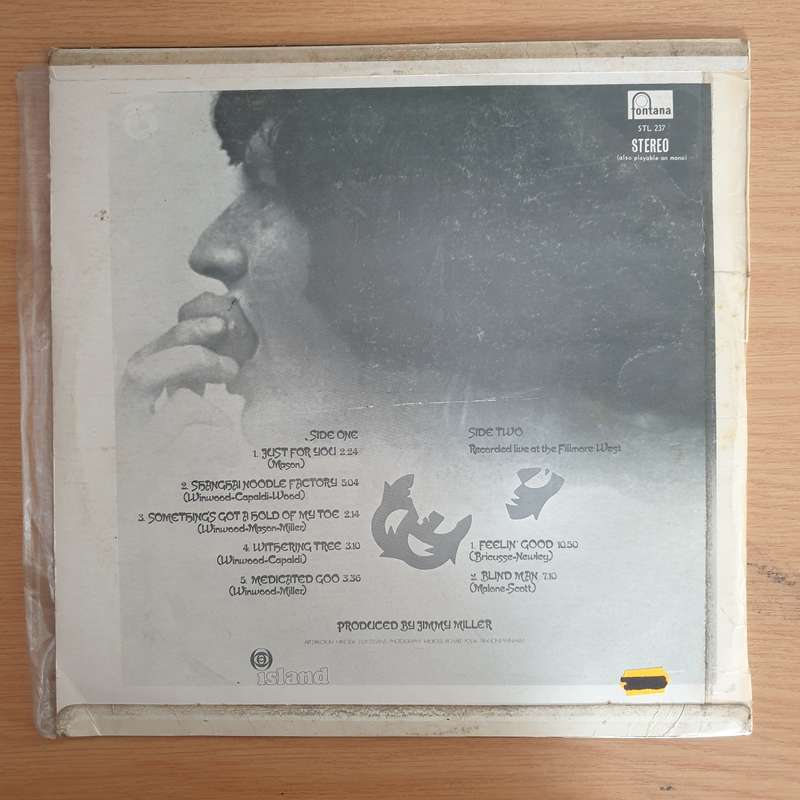 fontana
STL 237
STEREO
(also playable on mono)
SIDE ONE
1. JUST FOR YOU 2.24
(Mason)
2. SHANGHAI NOODLE FACTORY 5.04
(Winwood-Capaldi-Wood)
3. SOMETHING'S GOT A HOLD OF MY TOE 2.14
(Winwood-Mason-Miller)
4. WITHERING TREE 3.10
(Winwood-Capaldi)
5. MEDICATED GOO 3.36
(Winwood-Miller)
SIDE TWO
Recorded live at the Fillmore West
1. FEELIN' GOOD 10.50
(Bricusse-Newley)
2. BLIND MAN 7.10
(Malone-Scott)
PRODUCED BY JIMMY MILLER
island